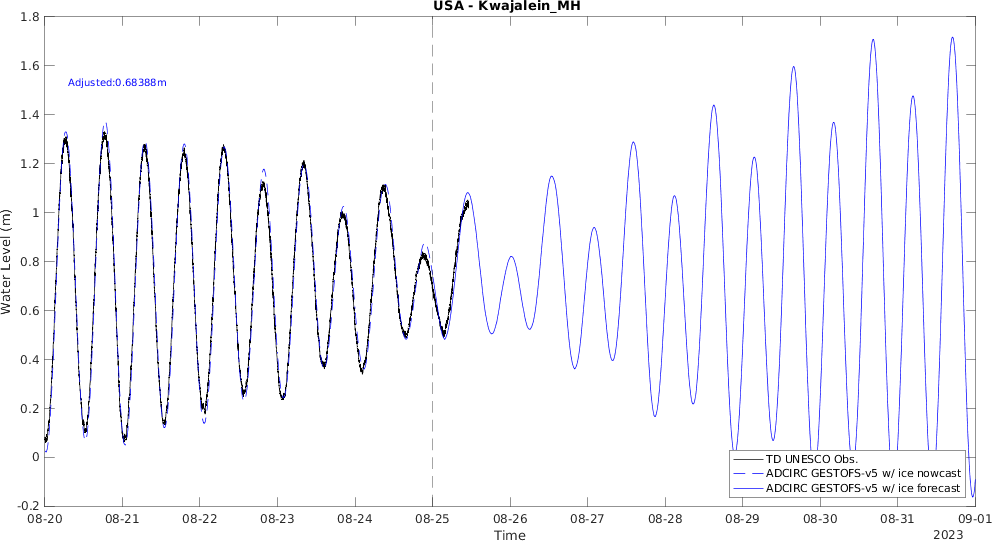 USA - Kwajalein_MH
1.8
1.6
1.4
1.2
1
0.8
0.6
0.4
0.2
0
-0.2
Water Level (m)
Adjusted:0.68388m
TD UNESCO Obs.
ADCIRC GESTOFS-v5 w/ ice nowcast
ADCIRC GESTOFS-v5 w/ ice forecast
08-20 08-21 08-22 08-23 08-24 08-25 08-26 08-27 08-28 08-29 08-30 08-31 09-01
Time
2023